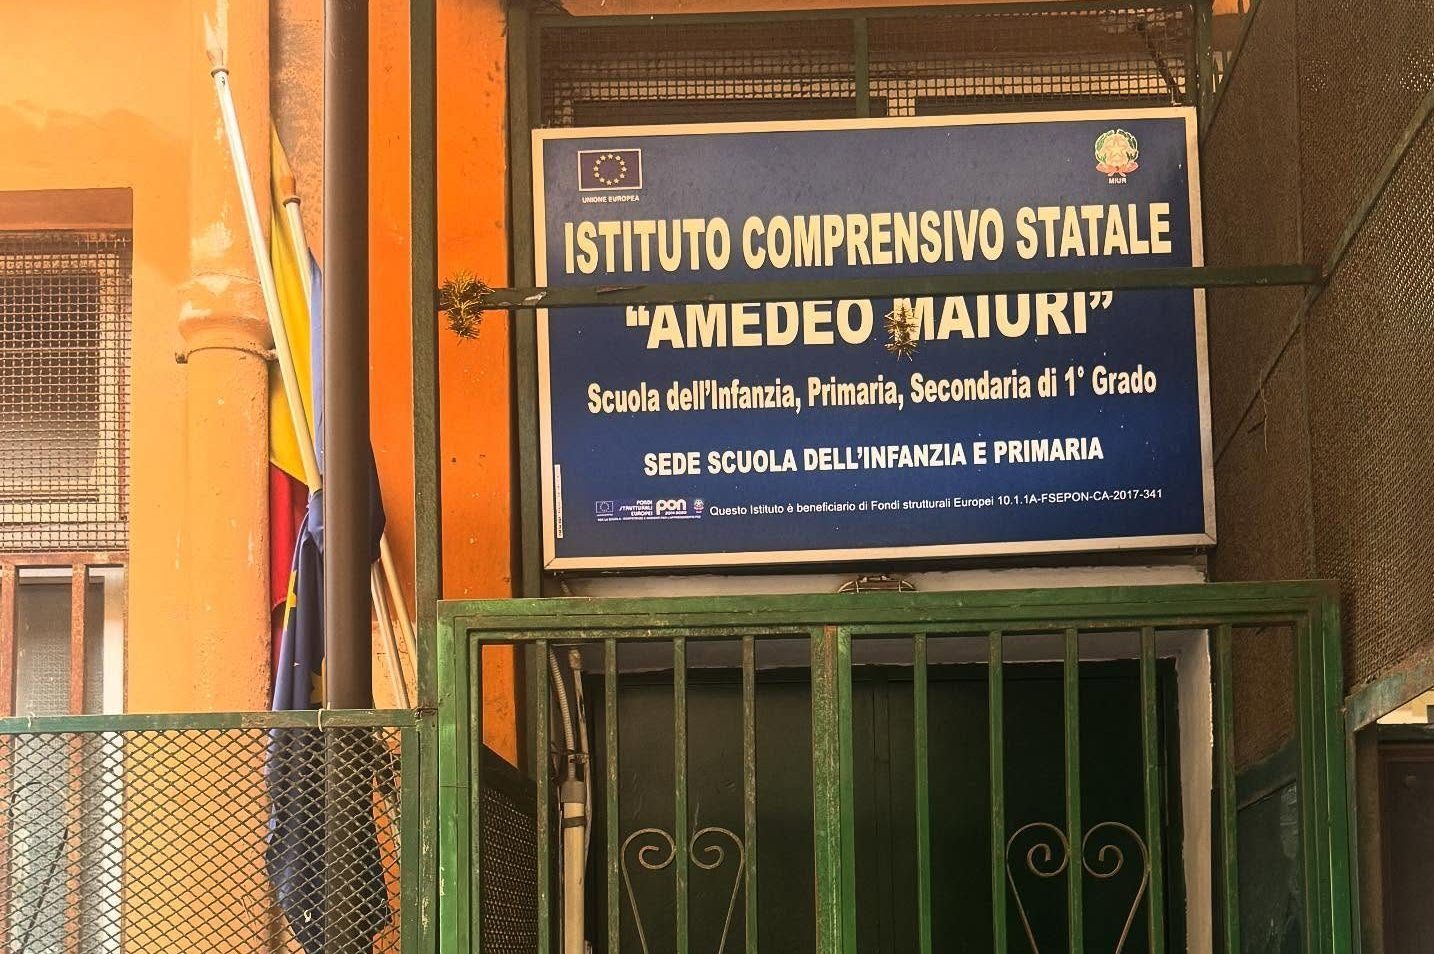 UNIONE EUROPEA
MIUR
ISTITUTO COMPRENSIVO STATALE
“AMEDEO MAIURI”
Scuola dell’Infanzia, Primaria, Secondaria di 1° Grado
SEDE SCUOLA DELL’INFANZIA E PRIMARIA
FONDI
STRUTTURALI
EUROPEI
pon
2014-2020
Questo Istituto è beneficiario di Fondi strutturali Europei 10.1.1A-FSEPON-CA-2017-341